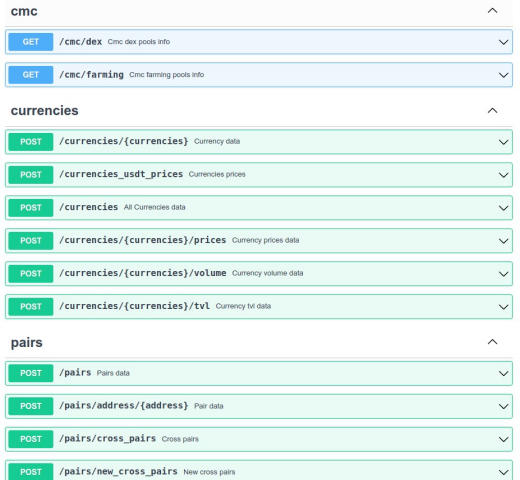 cmc
GET /cmc/dex Cmc dex pools info
GET /cmc/farming Cmc farming pools info
currencies
POST /currencies/{currencies} Currency data
POST /currencies_usdt_prices Currencies prices
POST /currencies All Currencies data
POST /currencies/{currencies}/prices Currency prices data
POST /currencies/{currencies}/volume Currency volume data
POST /currencies/{currencies}/tvl Currency tvl data
pairs
POST /pairs Pairs data
POST /pairs/address/{address} Pair data
POST /pairs/cross_pairs Cross pairs
POST /pairs/new_cross_pairs New cross pairs